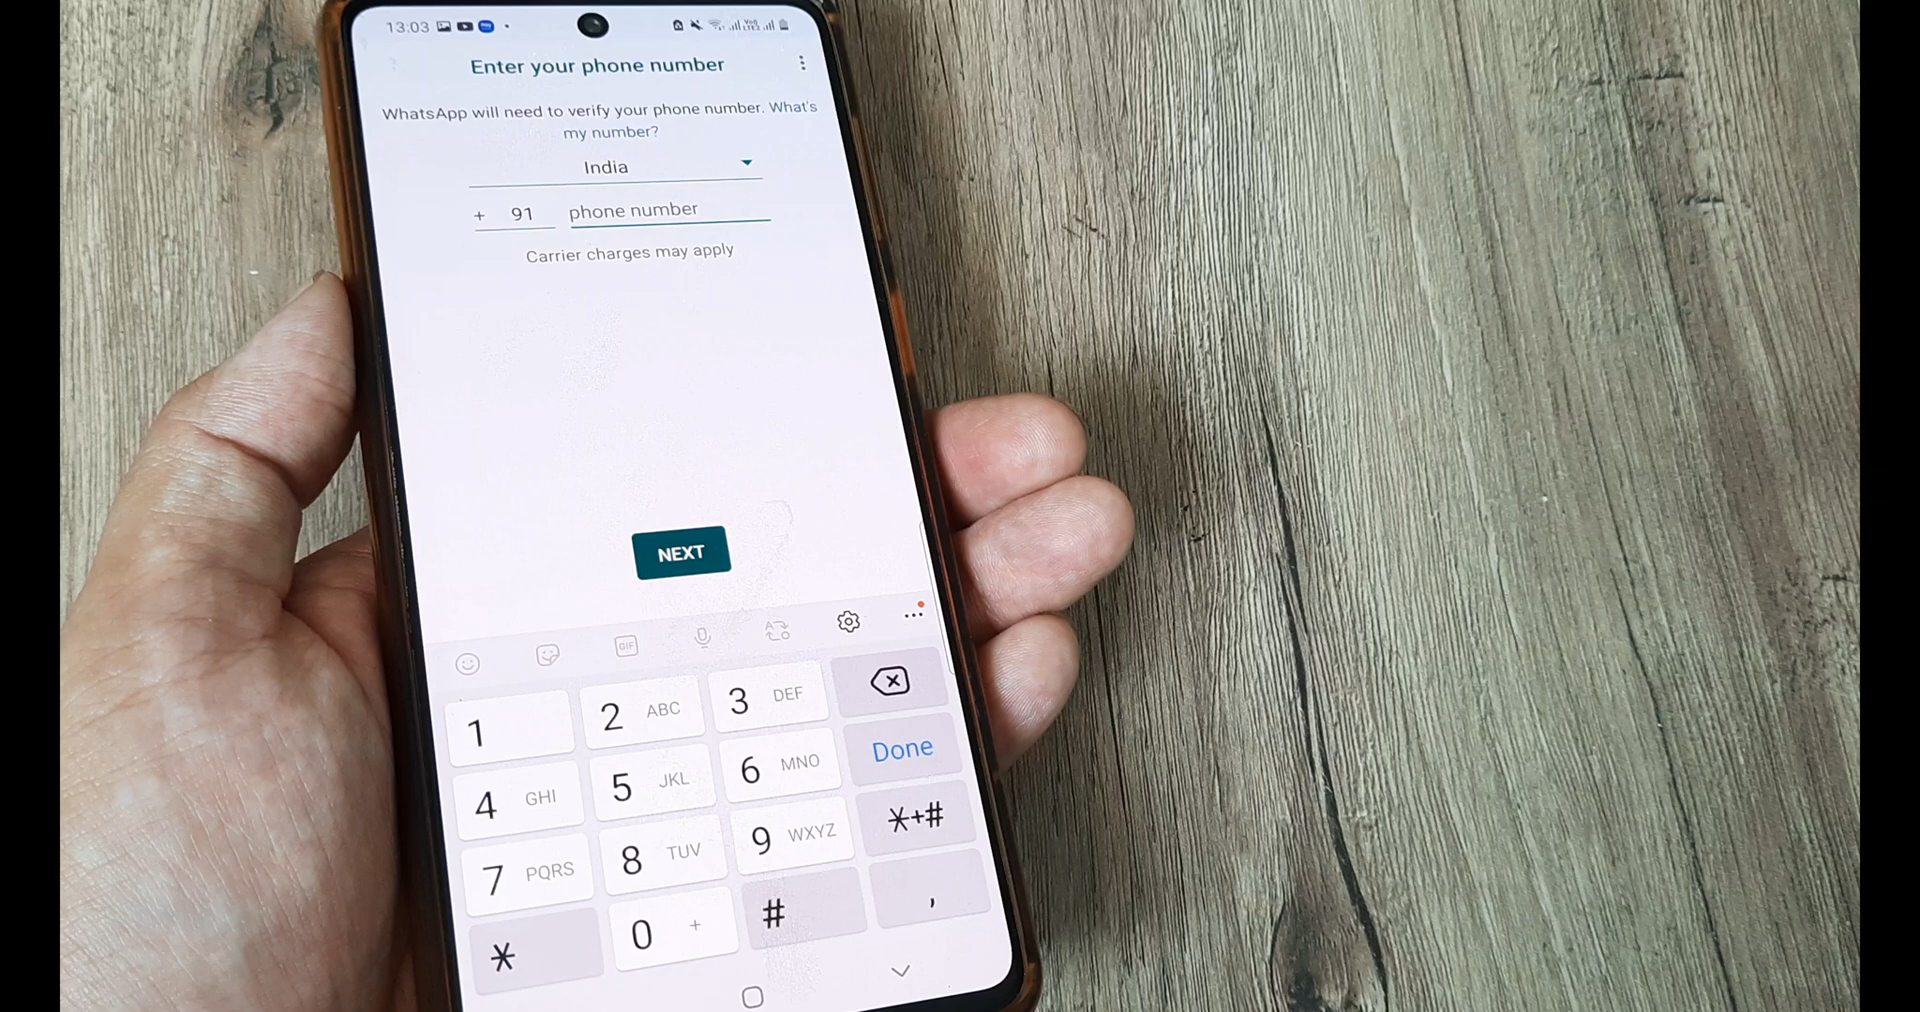 13:03
Enter your phone number
WhatsApp will need to verify your phone number. What's
my number?
India
+ 91 phone number
Carrier charges may apply
NEXT
GIF
1 2 ABC 3 DEF
4 GHI 5 JKL 6 MNO Done
7 PQRS 8 TUV 9 WXYZ *+#
* 0 + # ,